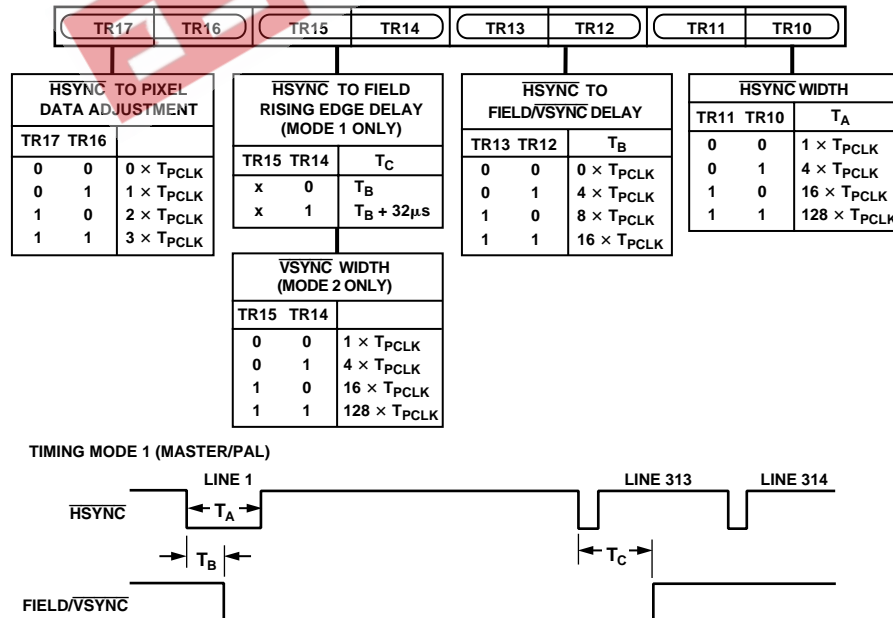 TR17 TR16 TR15 TR14 TR13 TR12 TR11 TR10
HSYNC TO PIXEL
DATA ADJUSTMENT
TR17 TR16
0 0 0 × TPCLK
0 1 1 × TPCLK
1 0 2 × TPCLK
1 1 3 × TPCLK
HSYNC TO FIELD
RISING EDGE DELAY
(MODE 1 ONLY)
TR15 TR14 TC
x 0 TB
x 1 TB + 32µs
VSYNC WIDTH
(MODE 2 ONLY)
TR15 TR14
0 0 1 × TPCLK
0 1 4 × TPCLK
1 0 16 × TPCLK
1 1 128 × TPCLK
HSYNC TO
FIELD/VSYNC DELAY
TR13 TR12 TB
0 0 0 × TPCLK
0 1 4 × TPCLK
1 0 8 × TPCLK
1 1 16 × TPCLK
HSYNC WIDTH
TR11 TR10 TA
0 0 1 × TPCLK
0 1 4 × TPCLK
1 0 16 × TPCLK
1 1 128 × TPCLK
TIMING MODE 1 (MASTER/PAL)
LINE 1 LINE 313 LINE 314
HSYNC
TA
TB
TC
FIELD/VSYNC